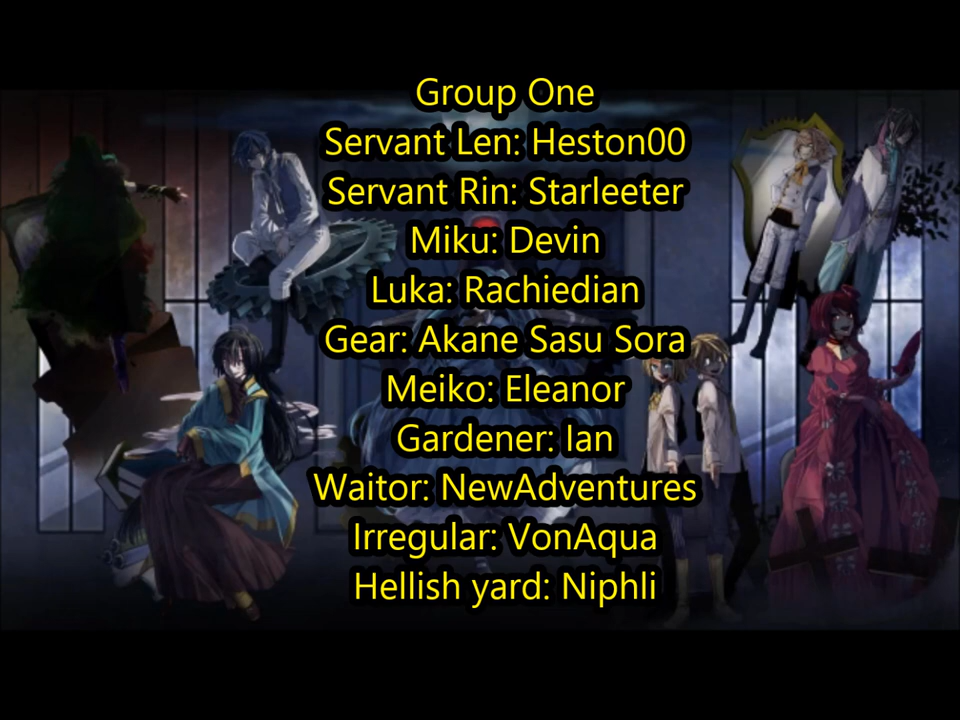 Group One
Servant Len: Heston00
Servant Rin: Starleeter
Miku: Devin
Luka: Rachiedian
Gear: Akane Sasu Sora
Meiko: Eleanor
Gardener: Ian
Waitor: NewAdventures
Irregular: VonAqua
Hellish yard: Niphli